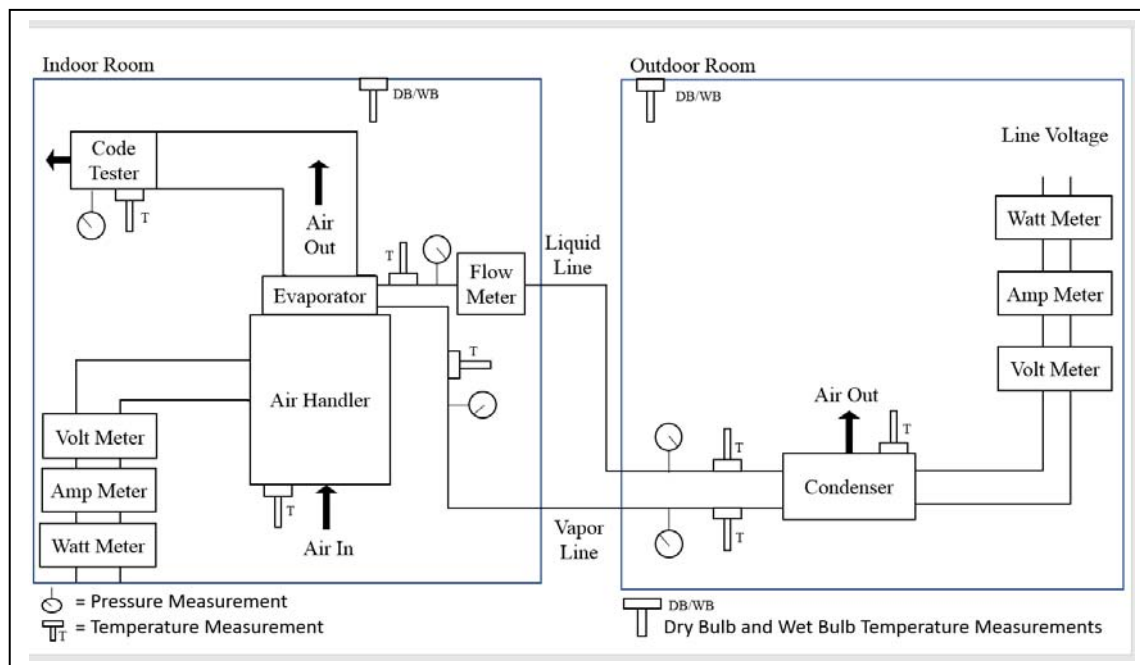 Indoor Room
DB/WB
Code
Tester
T
Air
Out
T
Evaporator
Flow
Meter
Liquid
Line
T
Air Handler
Volt Meter
Amp Meter
Watt Meter
T
Air In
Vapor
Line
Outdoor Room
DB/WB
Line Voltage
Watt Meter
Amp Meter
Volt Meter
Air Out
T
T
Condenser
T
= Pressure Measurement
T
= Temperature Measurement
DB/WB
Dry Bulb and Wet Bulb Temperature Measurements